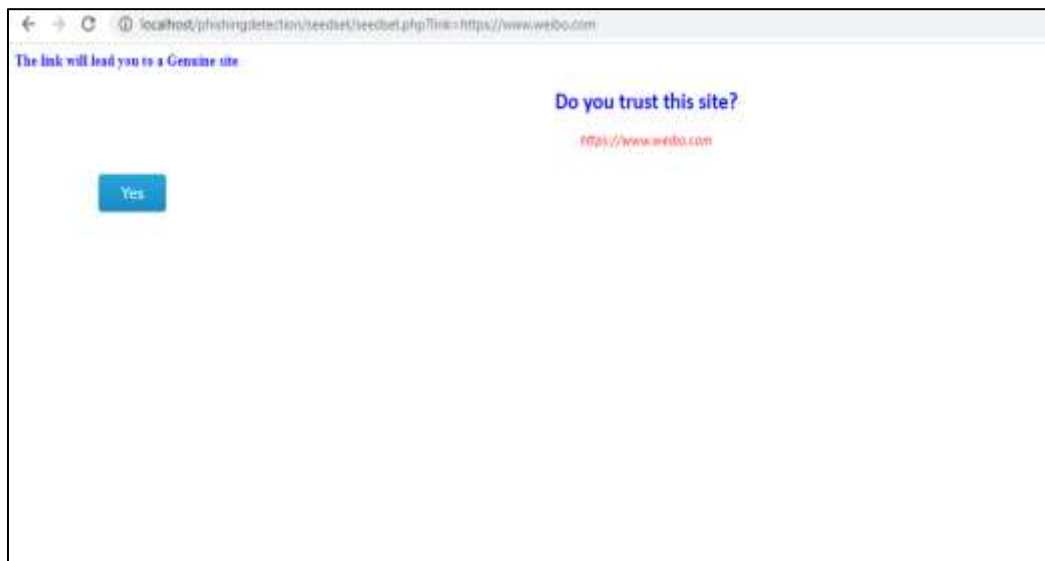 localhost/phishingdetection/seedset/seedset.php?link=https://www.weibo.com
The link will lead you to a Genuine site
Do you trust this site?
https://www.weibo.com
Yes